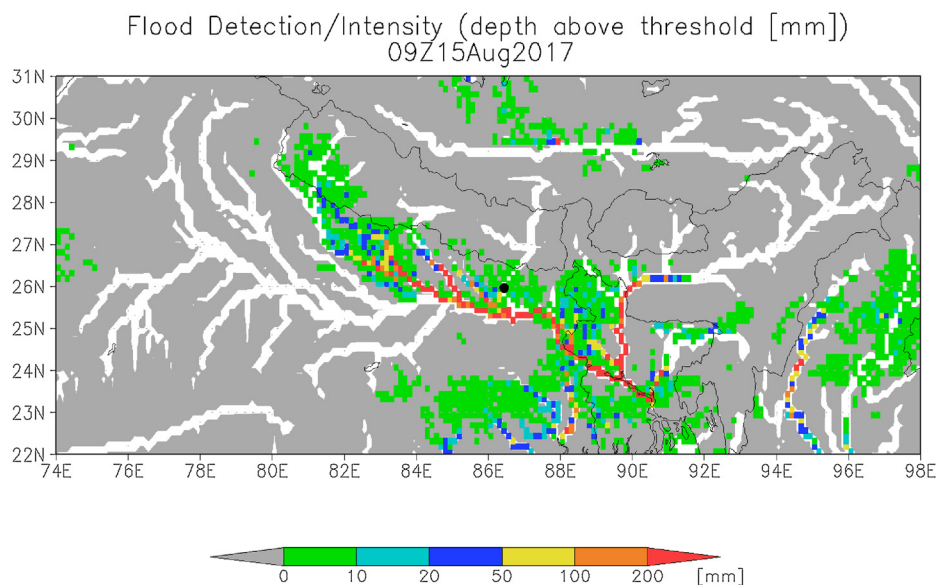 Flood Detection/Intensity (depth above threshold [mm])
09Z15Aug2017
31N
30N
29N
28N
27N
26N
25N
24N
23N
22N
74E 76E 78E 80E 82E 84E 86E 88E 90E 92E 94E 96E 98E
0 10 20 50 100 200 [mm]